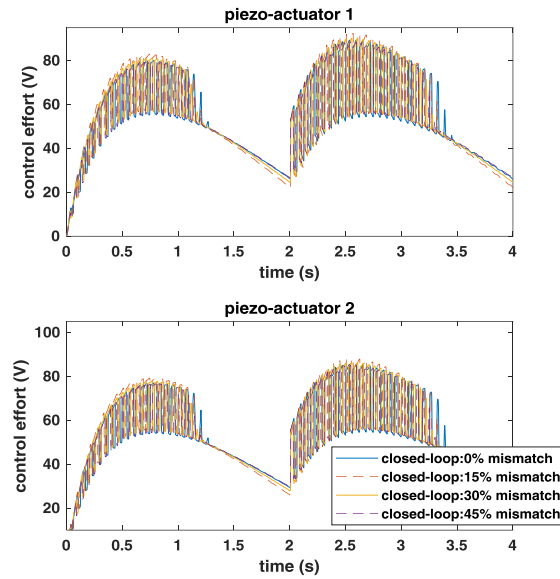 piezo-actuator 1
control effort (V)
80
60
40
20
0
0 0.5 1 1.5 2 2.5 3 3.5 4
time (s)
piezo-actuator 2
control effort (V)
100
80
60
40
20
closed-loop:0% mismatch
closed-loop:15% mismatch
closed-loop:30% mismatch
closed-loop:45% mismatch
0 0.5 1 1.5 2 2.5 3 3.5 4
time (s)